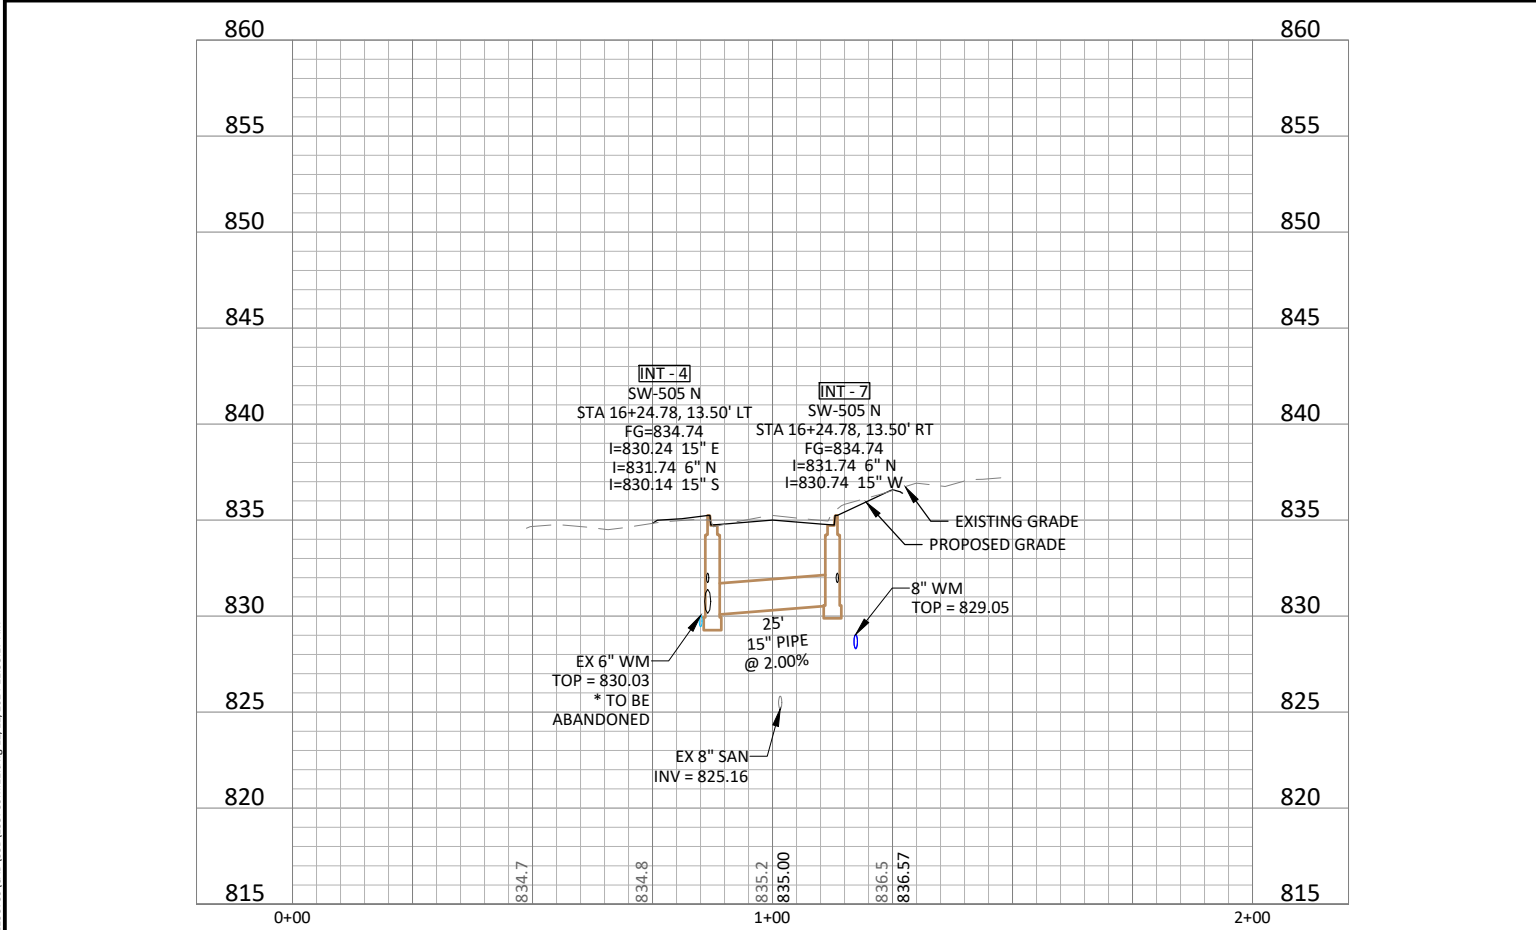 860
860
855
855
850
850
845
845
840
840
835
835
830
830
825
825
820
820
815
815
INT - 4
SW-505 N
STA 16+24.78, 13.50' LT
FG=834.74
I=830.24 15" E
I=831.74 6" N
I=830.14 15" S
INT - 7
SW-505 N
STA 16+24.78, 13.50' RT
FG=834.74
I=831.74 6" N
I=830.74 15" W
EXISTING GRADE
PROPOSED GRADE
8" WM
TOP = 829.05
25'
15" PIPE
@ 2.00%
EX 6" WM
TOP = 830.03
* TO BE
ABANDONED
EX 8" SAN
INV = 825.16
834.7
834.8
835.2
835.00
836.5
836.57
0+00
1+00
2+00